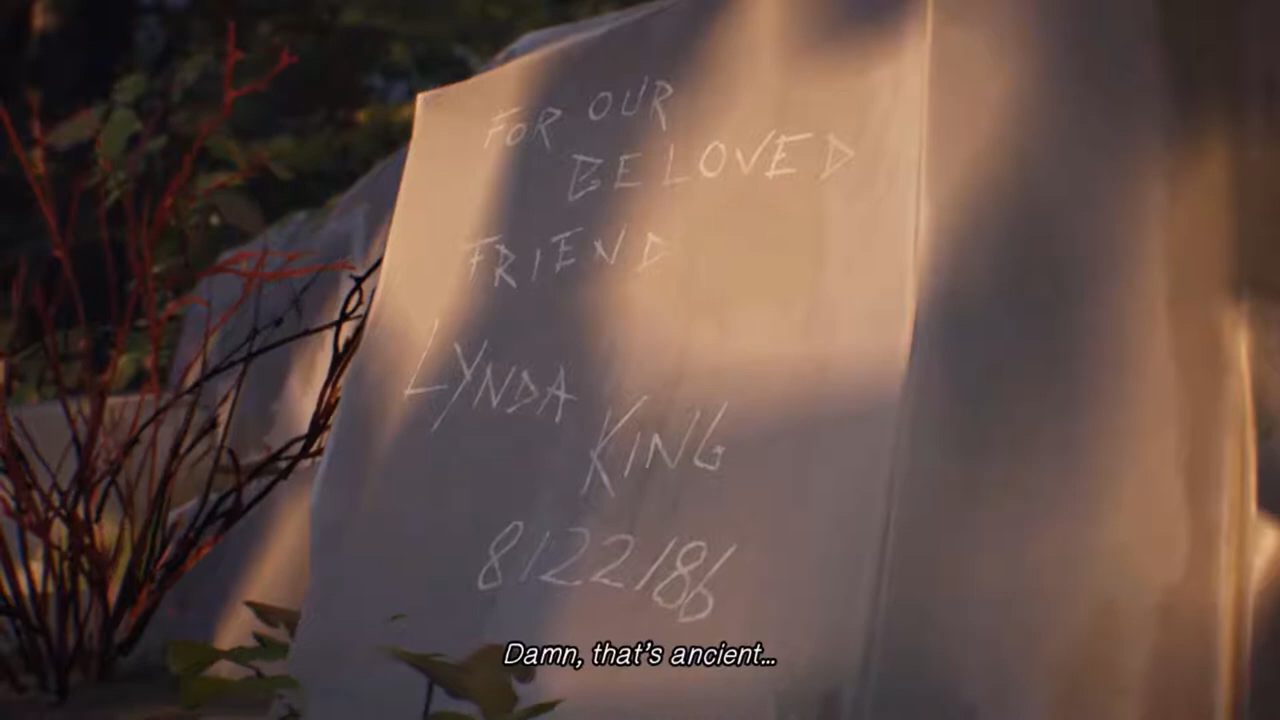 FOR OUR
BELOVED
FRIEND
LYNDA
KING
8/22/86
Damn, that's ancient...